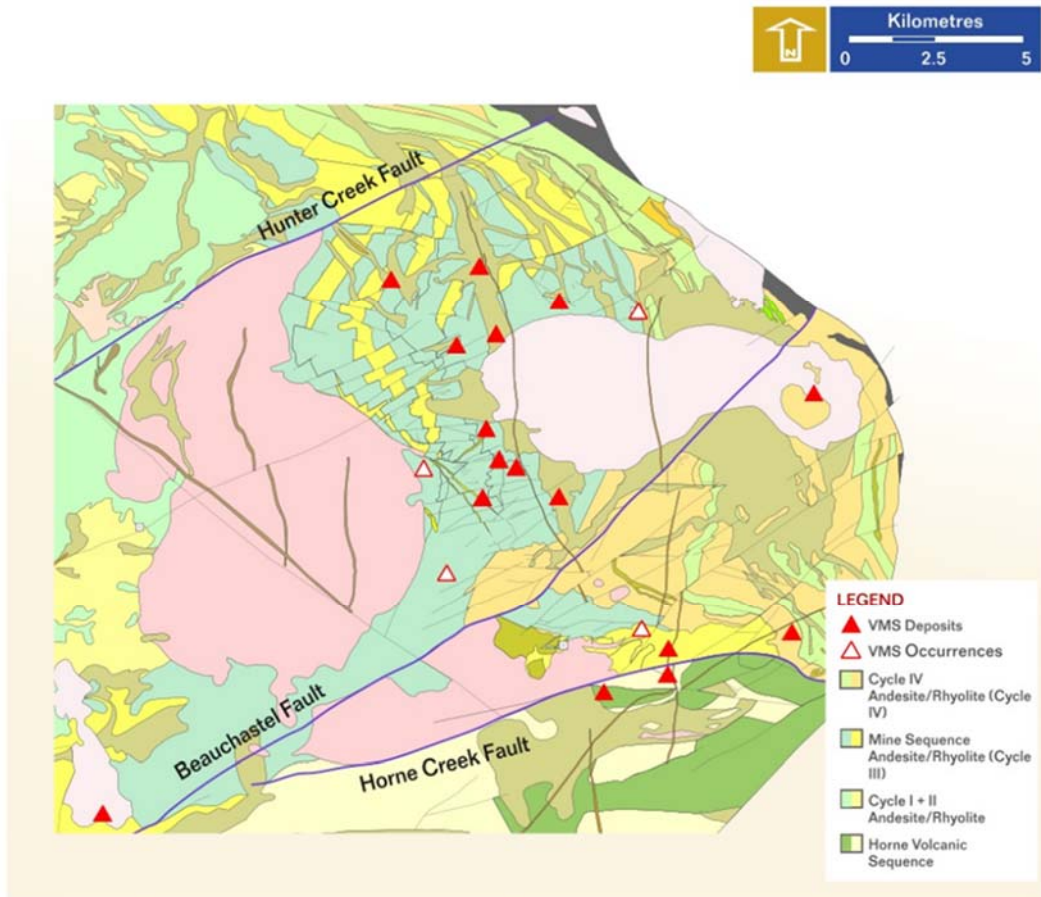 Kilometres
N
0 2.5 5
Hunter Creek Fault
Beauchastel Fault
Horne Creek Fault
LEGEND
VMS Deposits
VMS Occurrences
Cycle IV
Andesite/Rhyolite (Cycle
IV)
Mine Sequence
Andesite/Rhyolite (Cycle
III)
Cycle I + II
Andesite/Rhyolite
Horne Volcanic
Sequence